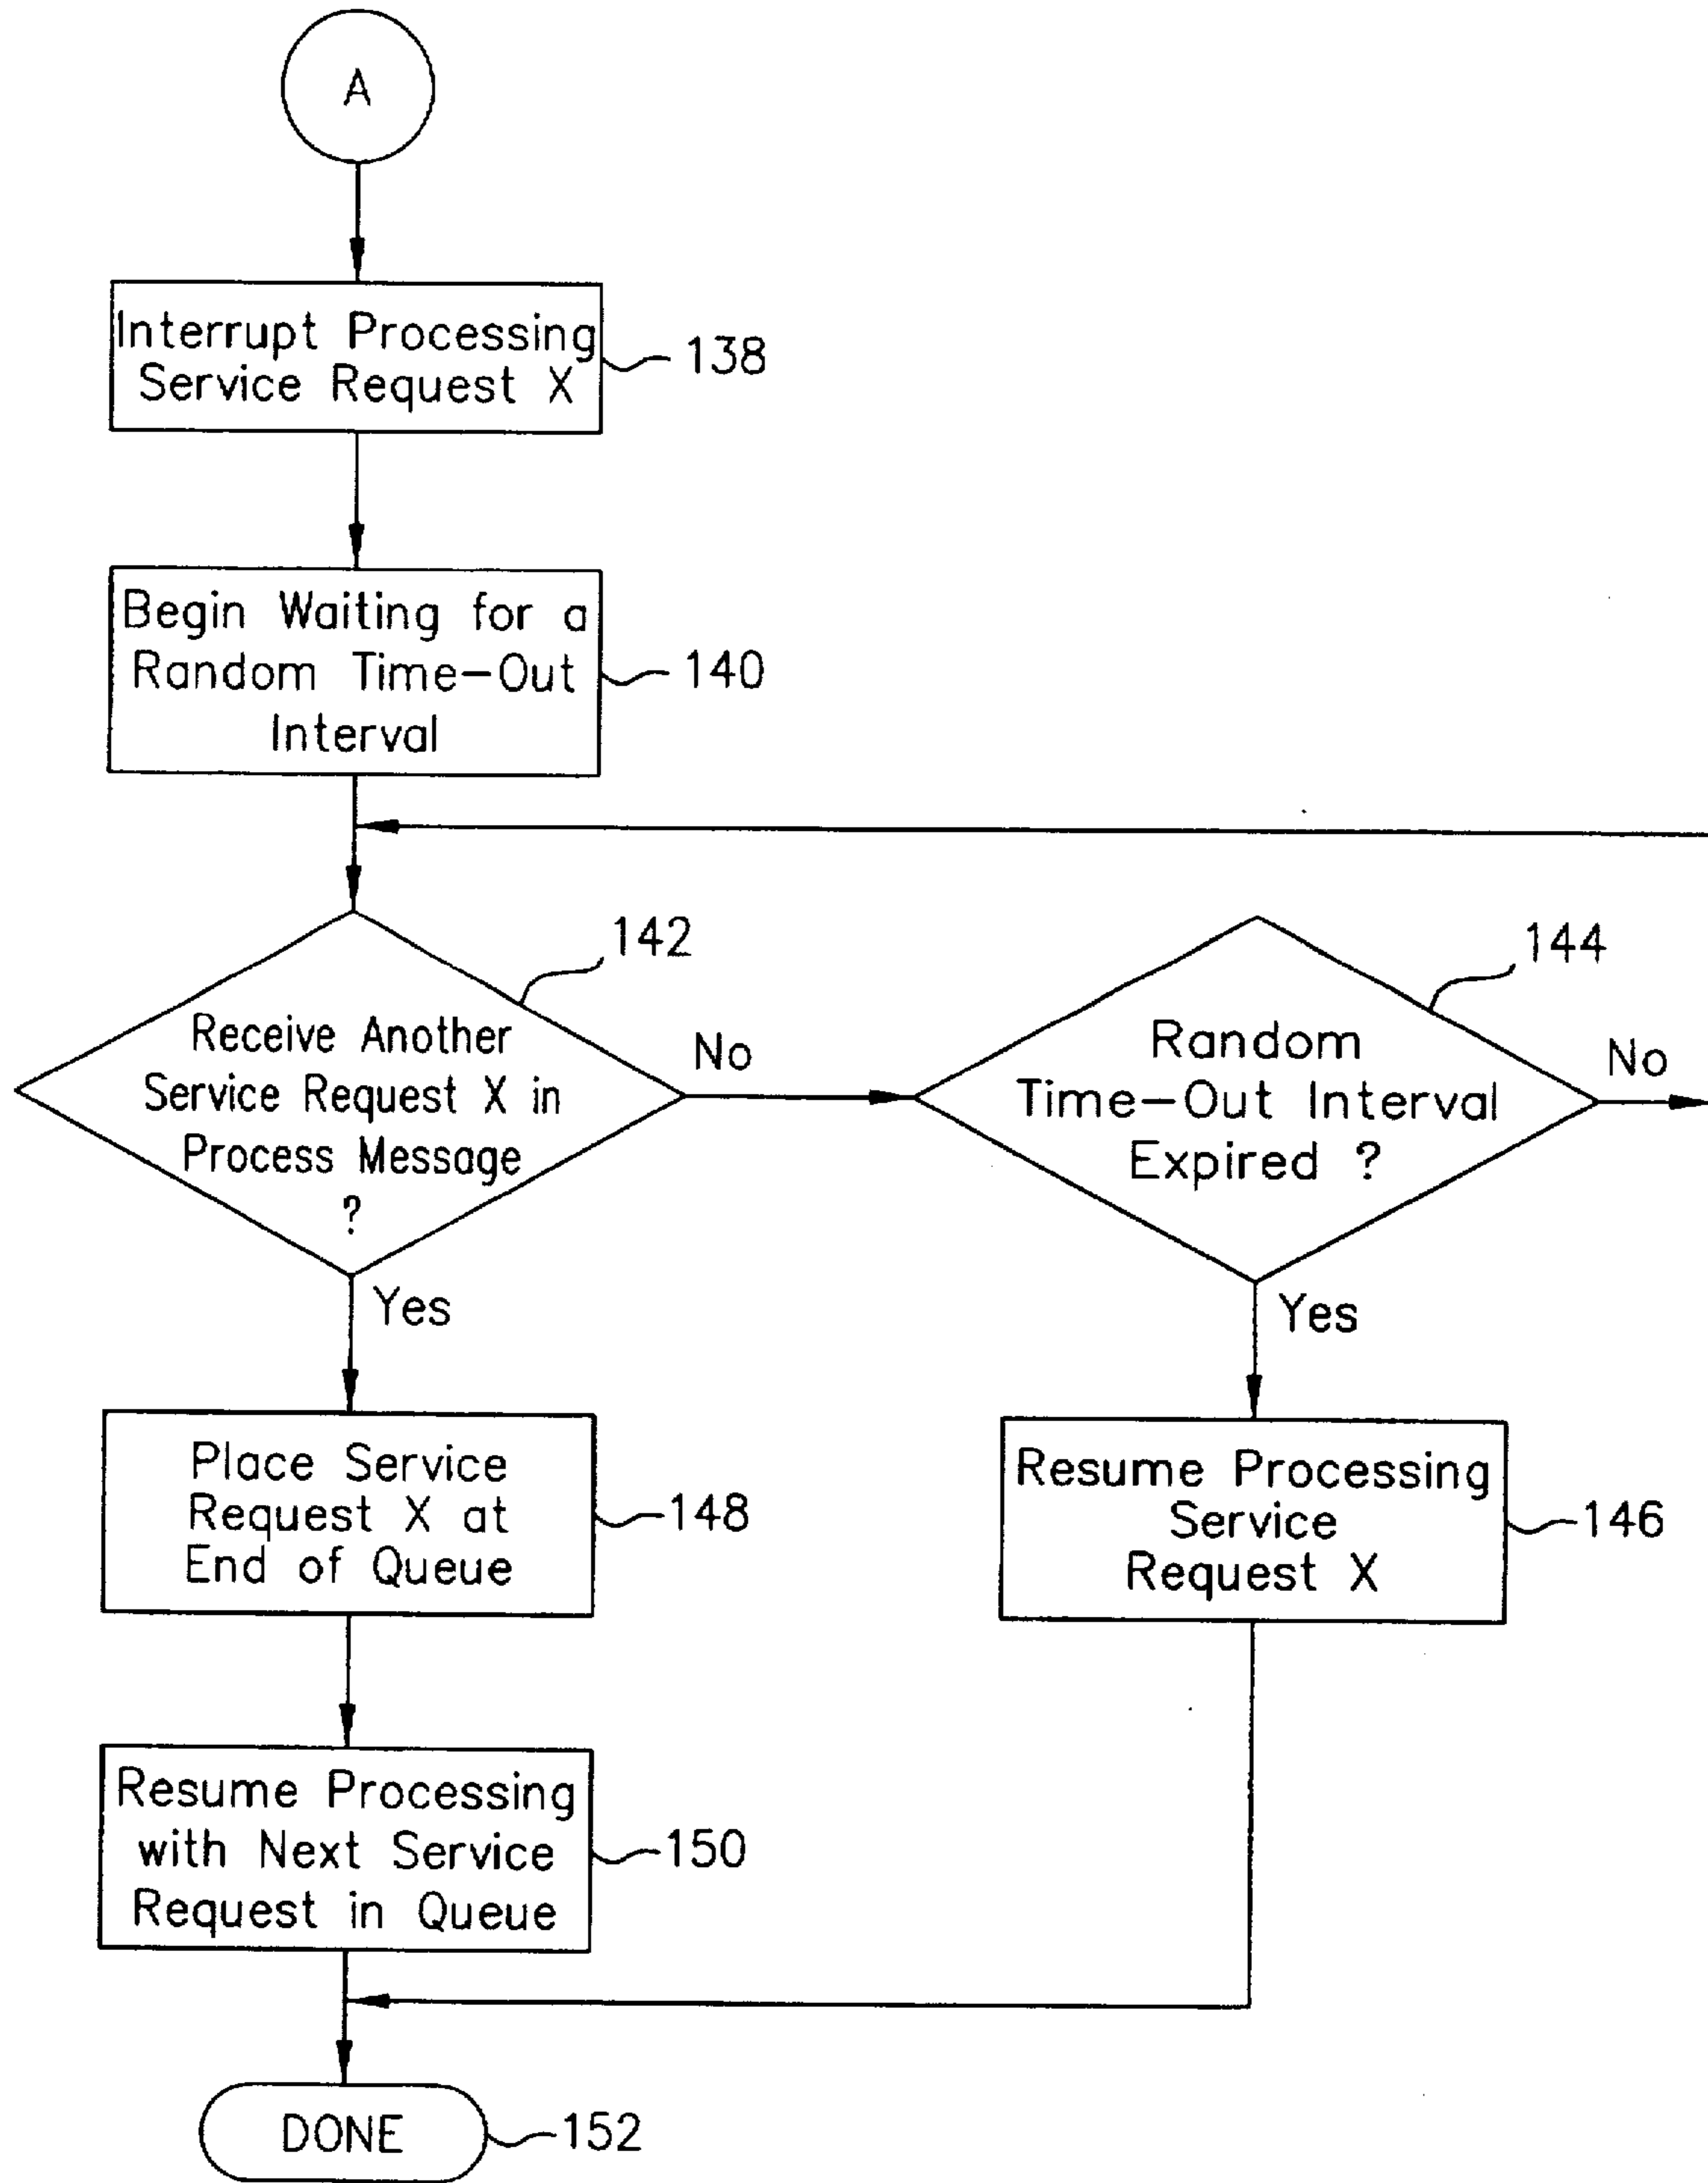 A
Interrupt Processing
Service Request X
138
Begin Waiting for a
Random Time-Out
Interval
140
142
Receive Another
Service Request X in
Process Message
?
No
Yes
144
Random
Time-Out Interval
Expired ?
No
Yes
Place Service
Request X at
End of Queue
148
Resume Processing
Service
Request X
146
Resume Processing
with Next Service
Request in Queue
150
DONE
152